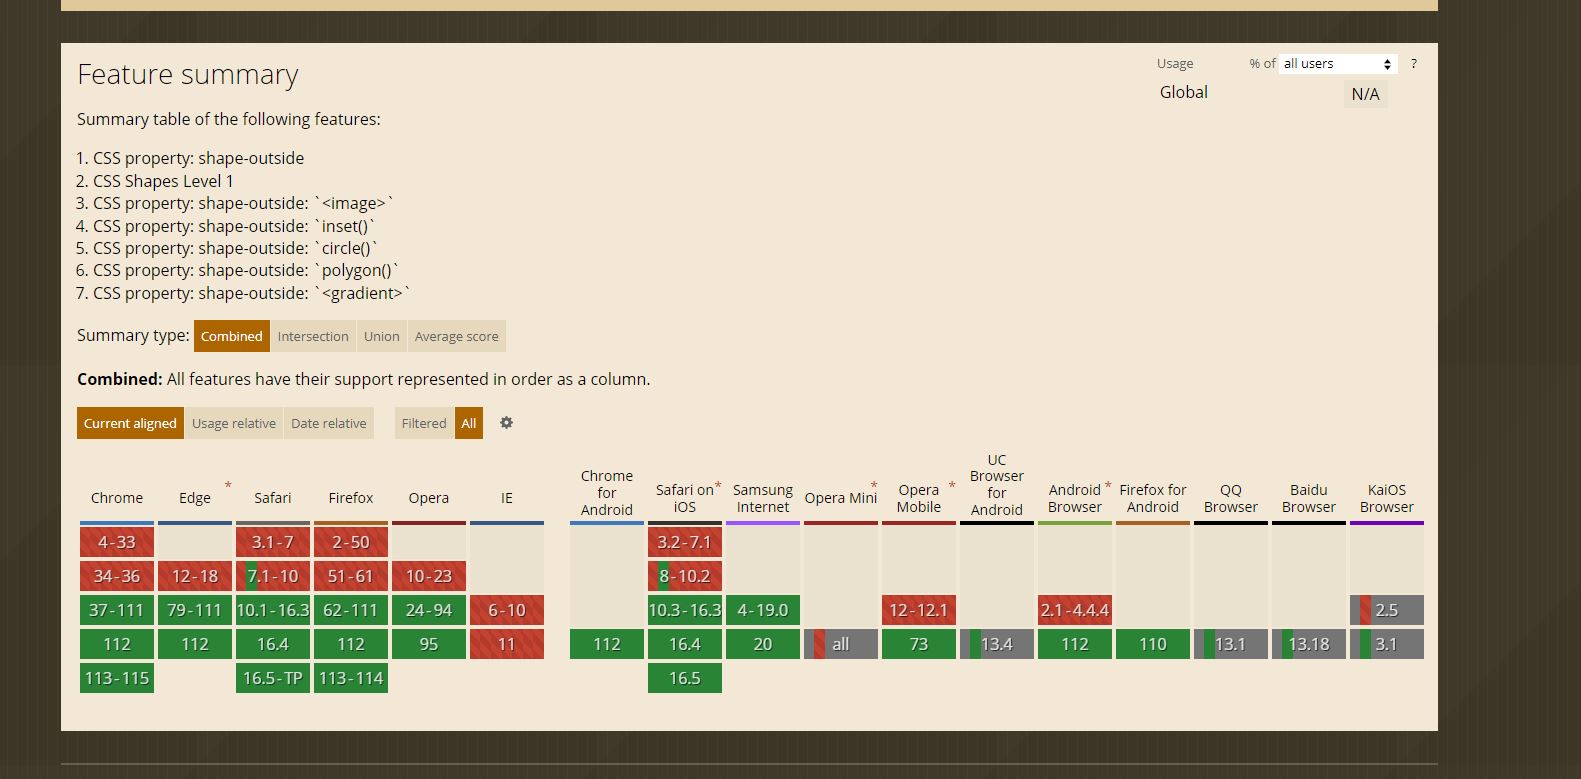 Feature summary
Usage % of all users ?
Global N/A
Summary table of the following features:
1. CSS property: shape-outside
2. CSS Shapes Level 1
3. CSS property: shape-outside: `<image>`
4. CSS property: shape-outside: `inset()`
5. CSS property: shape-outside: `circle()`
6. CSS property: shape-outside: `polygon()`
7. CSS property: shape-outside: `<gradient>`
Summary type: Combined Intersection Union Average score
Combined: All features have their support represented in order as a column.
Current aligned Usage relative Date relative Filtered All
Chrome Edge * Safari Firefox Opera IE Chrome for Android Safari on iOS * Samsung Internet Opera Mini * Opera Mobile * UC Browser for Android Android Browser * Firefox for Android QQ Browser Baidu Browser KaiOS Browser
4-33 3.1-7 2-50 3.2-7.1
34-36 12-18 7.1-10 51-61 10-23 8-10.2
37-111 79-111 10.1-16.3 62-111 24-94 6-10 10.3-16.3 4-19.0 12-12.1 2.1-4.4.4 2.5
112 112 16.4 112 95 11 112 16.4 20 all 73 13.4 112 110 13.1 13.18 3.1
113-115 16.5-TP 113-114 16.5